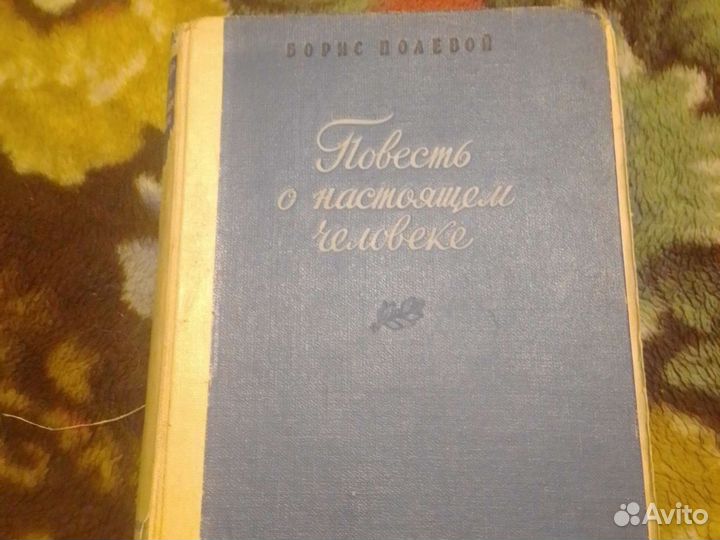 БОРИС ПОЛЕВОЙ
Повесть
о настоящем
человеке
Avito